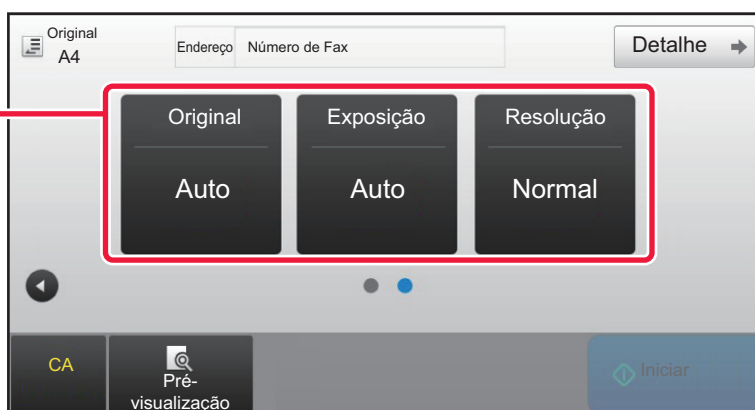 Original
A4
Endereço Número de Fax
Detalhe
Original
Exposição
Resolução
Auto
Auto
Normal
CA
Pré-
visualização
Iniciar